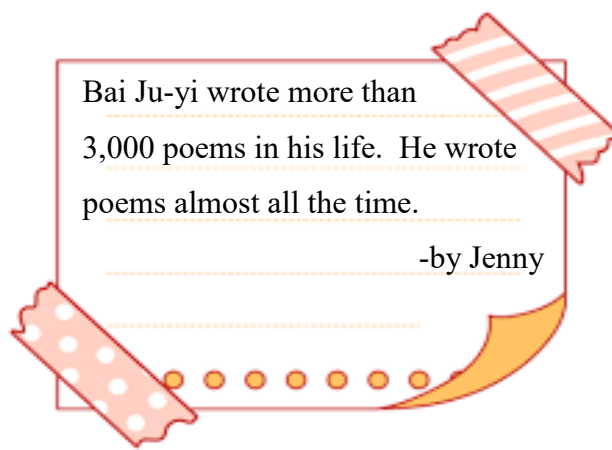 Bai Ju-yi wrote more than
3,000 poems in his life.  He wrote
poems almost all the time.
-by Jenny